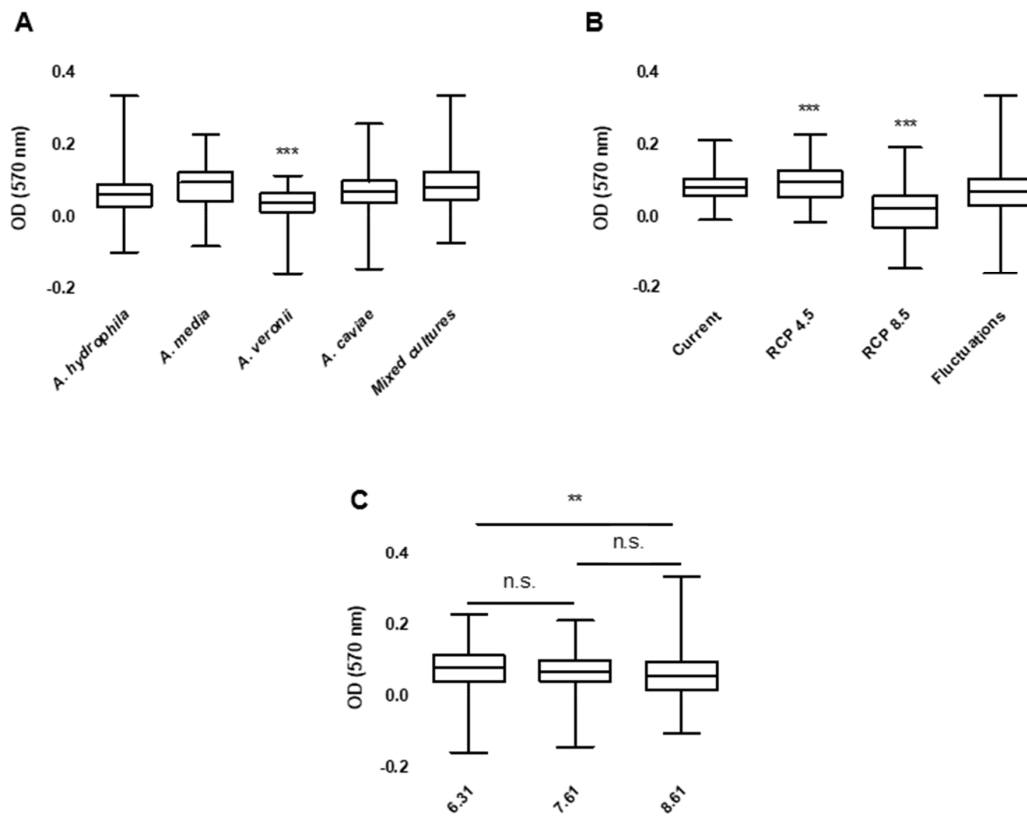 A
OD (570 nm)
0.4
0.2
0.0
-0.2
***
A. hydrophila
A. media
A. veronii
A. caviae
Mixed cultures
B
OD (570 nm)
0.4
0.2
0.0
-0.2
***
***
Current
RCP 4.5
RCP 8.5
Fluctuations
C
OD (570 nm)
0.4
0.2
0.0
-0.2
**
n.s.
n.s.
6.31
7.61
8.61